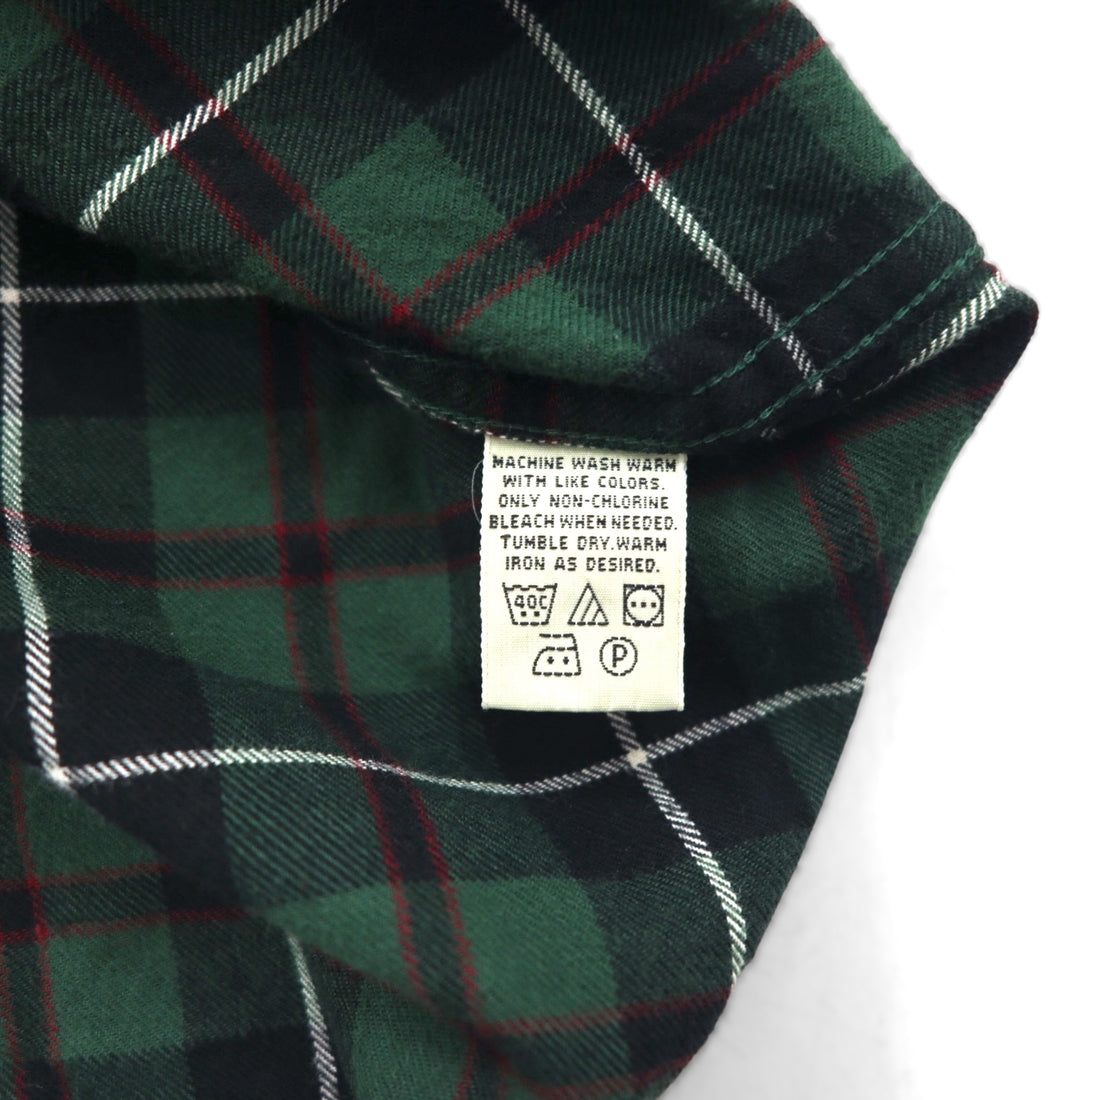 MACHINE WASH WARM
WITH LIKE COLORS.
ONLY NON-CHLORINE
BLEACH WHEN NEEDED.
TUMBLE DRY.WARM
IRON AS DESIRED.
40C
P